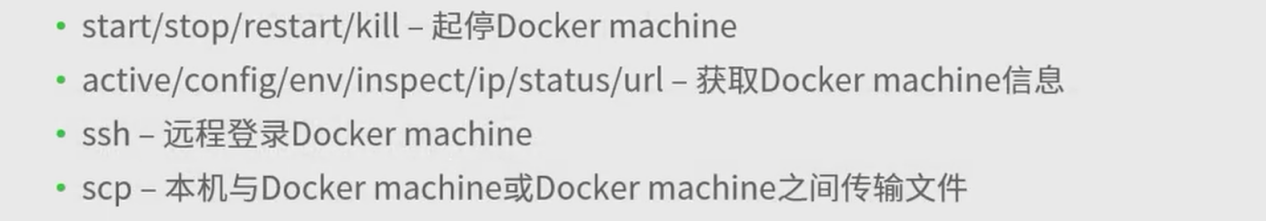 • start/stop/restart/kill – 起停Docker machine
• active/config/env/inspect/ip/status/url – 获取Docker machine信息
• ssh – 远程登录Docker machine
• scp – 本机与Docker machine或Docker machine之间传输文件